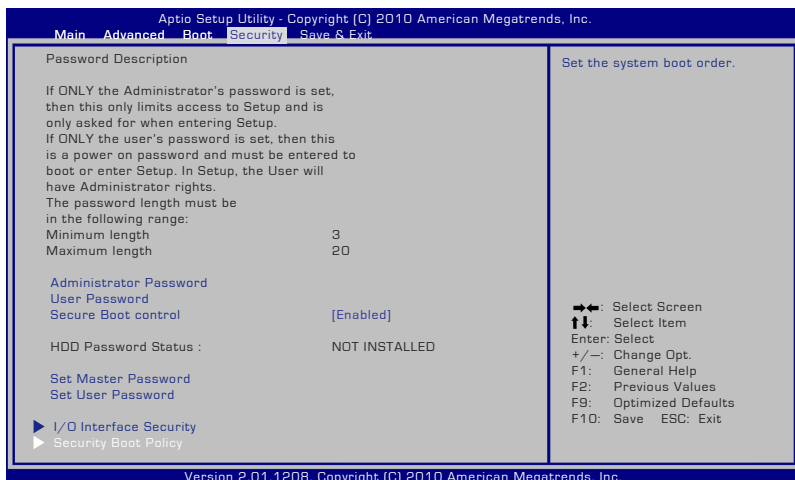 Aptio Setup Utility - Copyright (C) 2010 American Megatrends, Inc.
Main Advanced Boot Security Save & Exit
Password Description
If ONLY the Administrator's password is set,
then this only limits access to Setup and is
only asked for when entering Setup.
If ONLY the user's password is set, then this
is a power on password and must be entered to
boot or enter Setup. In Setup, the User will
have Administrator rights.
The password length must be
in the following range:
Minimum length 3
Maximum length 20
Administrator Password
User Password
Secure Boot control [Enabled]
HDD Password Status : NOT INSTALLED
Set Master Password
Set User Password
I/O Interface Security
Security Boot Policy
Set the system boot order.
→←: Select Screen
↑↓: Select Item
Enter: Select
+/—: Change Opt.
F1: General Help
F2: Previous Values
F9: Optimized Defaults
F10: Save ESC: Exit
Version 2.01.1208. Copyright (C) 2010 American Megatrends, Inc.